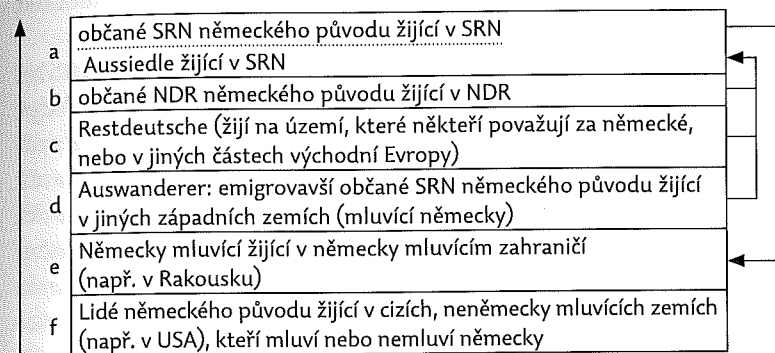 a
občané SRN německého původu žijící v SRN
Aussiedle žijící v SRN
b občané NDR německého původu žijící v NDR
c
Restdeutsche (žijí na území, které někteří považují za německé,
nebo v jiných částech východní Evropy)
d
Auswanderer: emigrovavší občané SRN německého původu žijící
v jiných západních zemích (mluvící německy)
e
Německy mluvící žijící v německy mluvícím zahraničí
(např. v Rakousku)
f
Lidé německého původu žijící v cizích, neněmecky mluvících zemích
(např. v USA), kteří mluví nebo nemluví německy